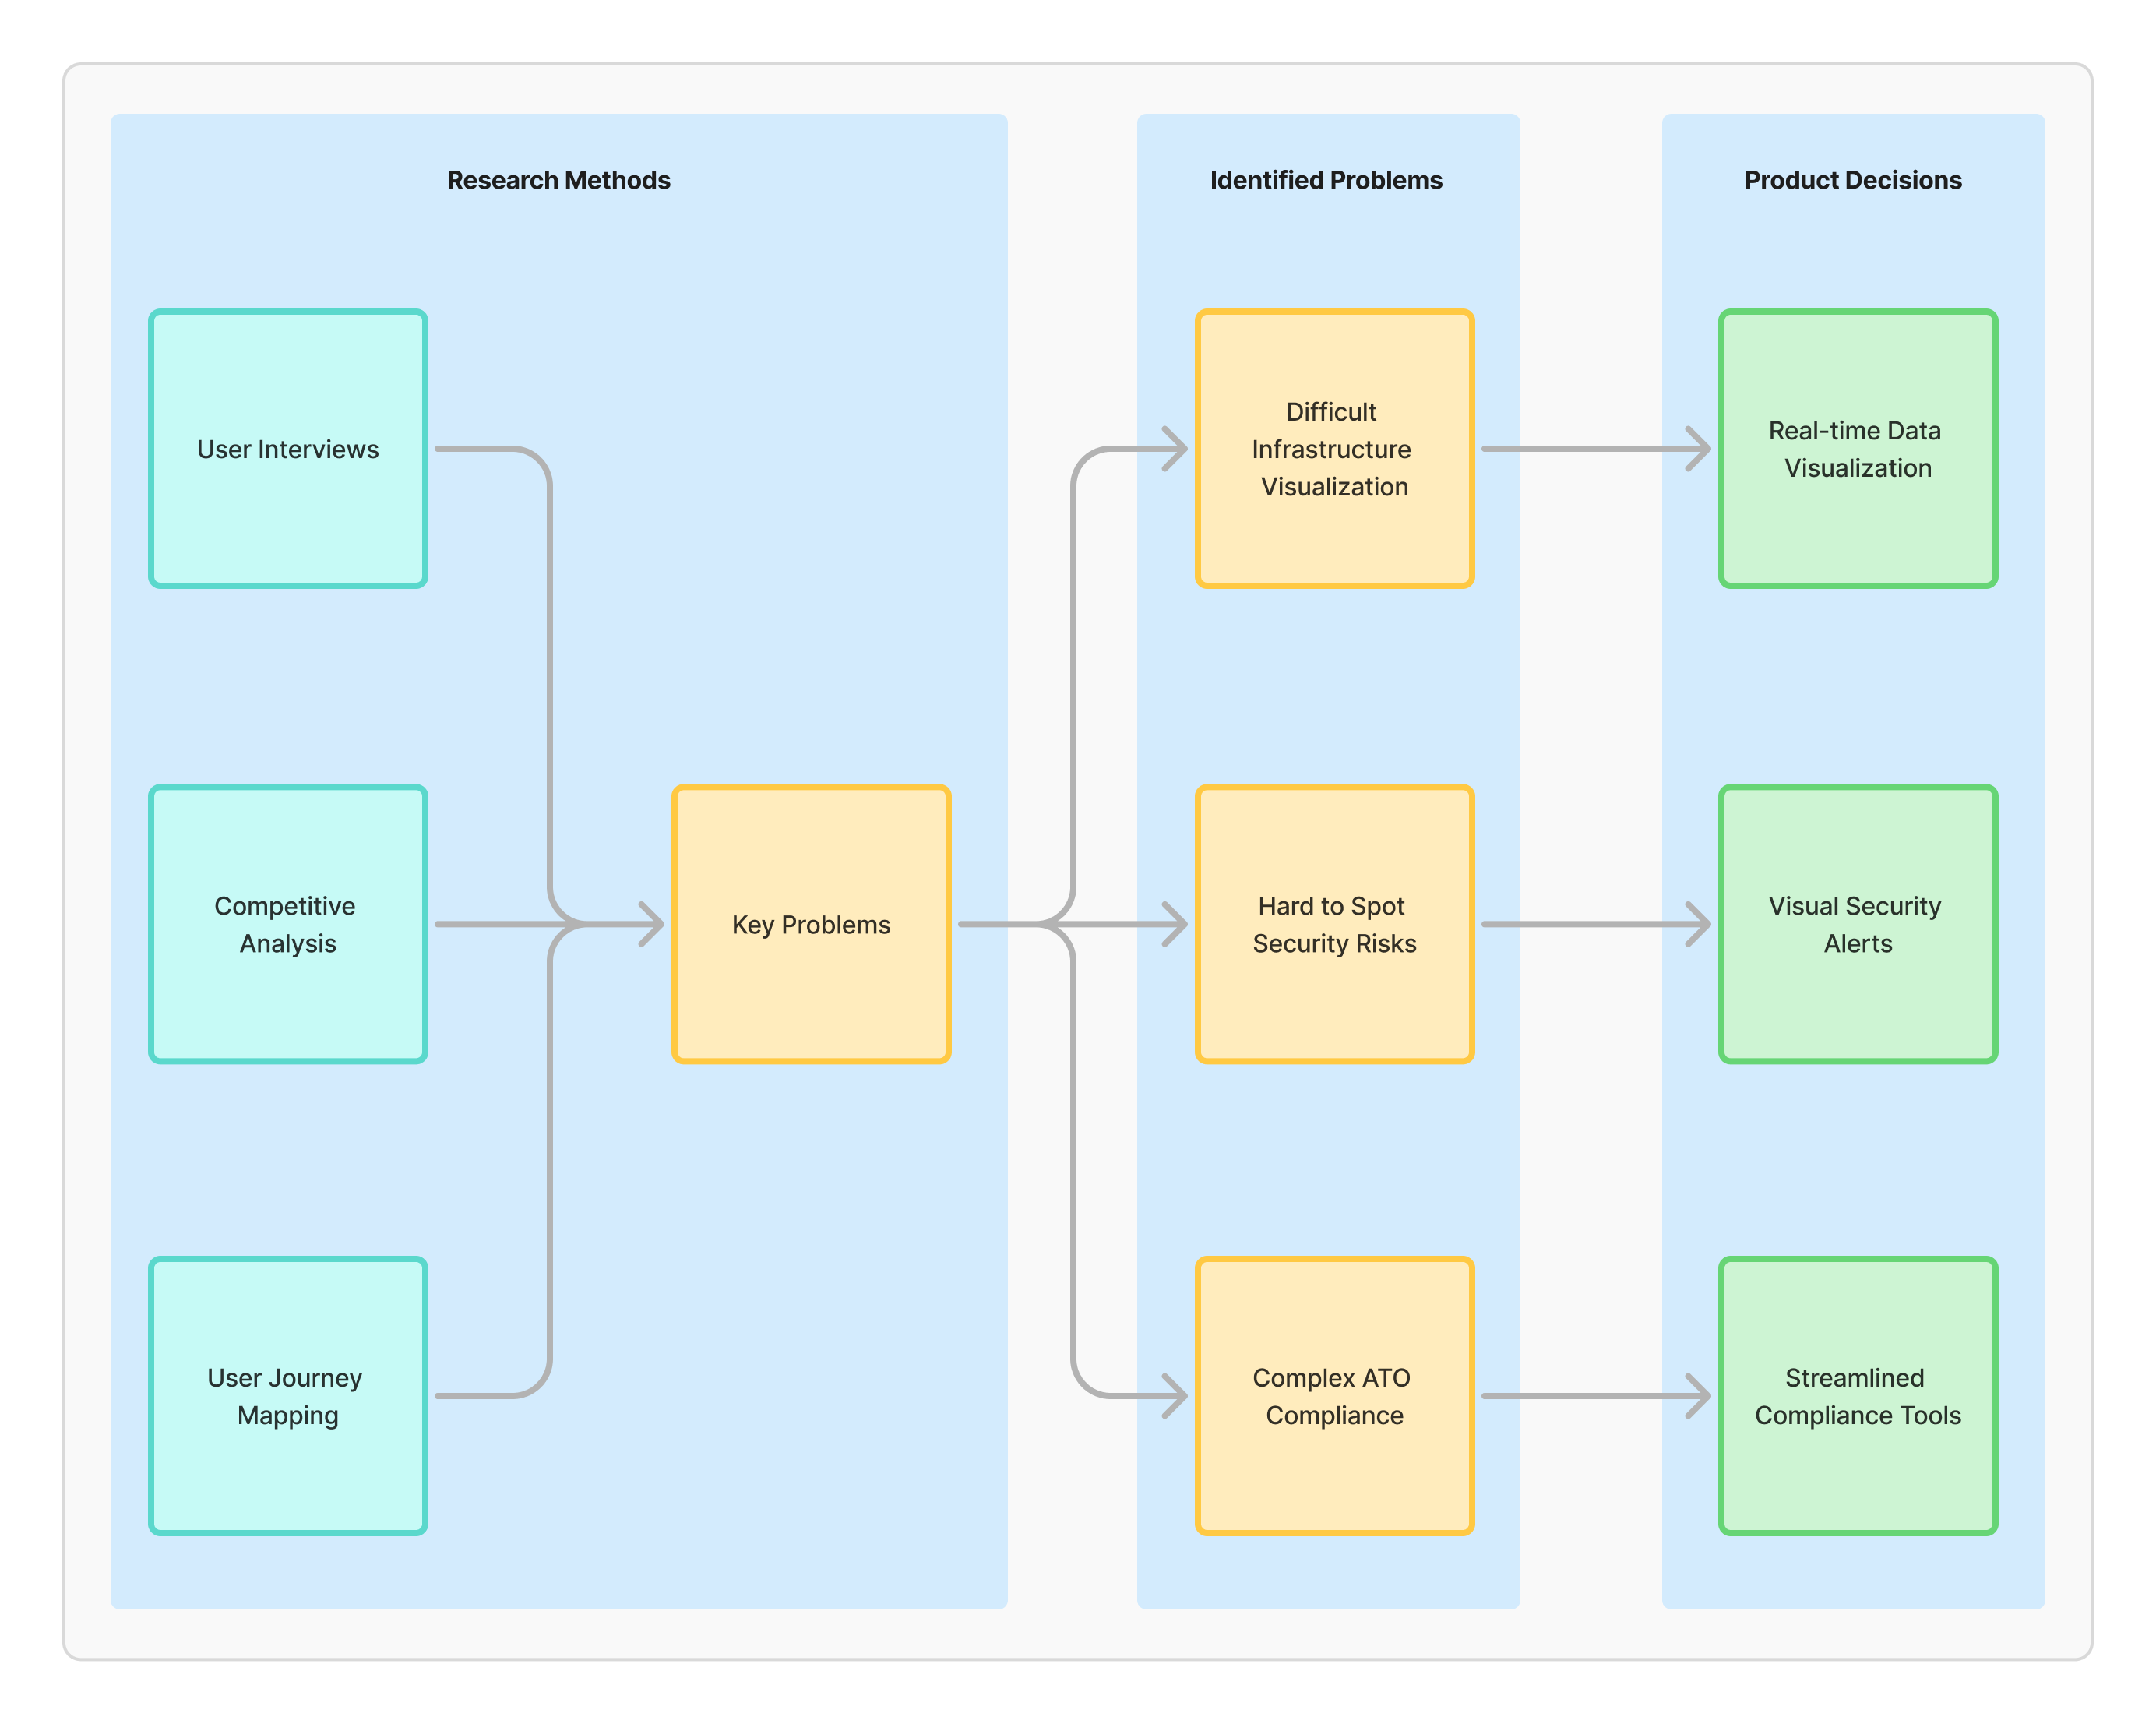 Research Methods
Identified Problems
Product Decisions
User Interviews
Competitive
Analysis
User Journey
Mapping
Key Problems
Difficult
Infrastructure
Visualization
Hard to Spot
Security Risks
Complex ATO
Compliance
Real-time Data
Visualization
Visual Security
Alerts
Streamlined
Compliance Tools